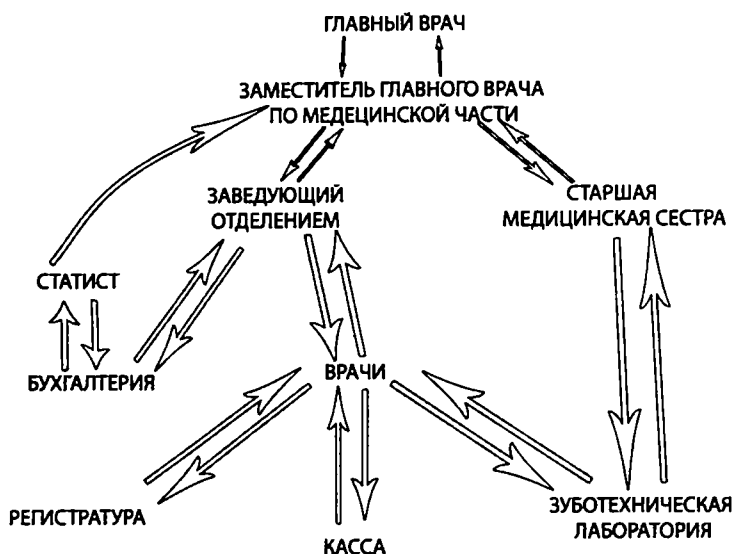 ГЛАВНЫЙ ВРАЧ
ЗАМЕСТИТЕЛЬ ГЛАВНОГО ВРАЧА
ПО МЕДЕЦИНСКОЙ ЧАСТИ
ЗАВЕДУЮЩИЙ
ОТДЕЛЕНИЕМ
СТАРШАЯ
МЕДИЦИНСКАЯ СЕСТРА
СТАТИСТ
БУХГАЛТЕРИЯ
ВРАЧИ
РЕГИСТРАТУРА
КАССА
ЗУБОТЕХНИЧЕСКАЯ
ЛАБОРАТОРИЯ